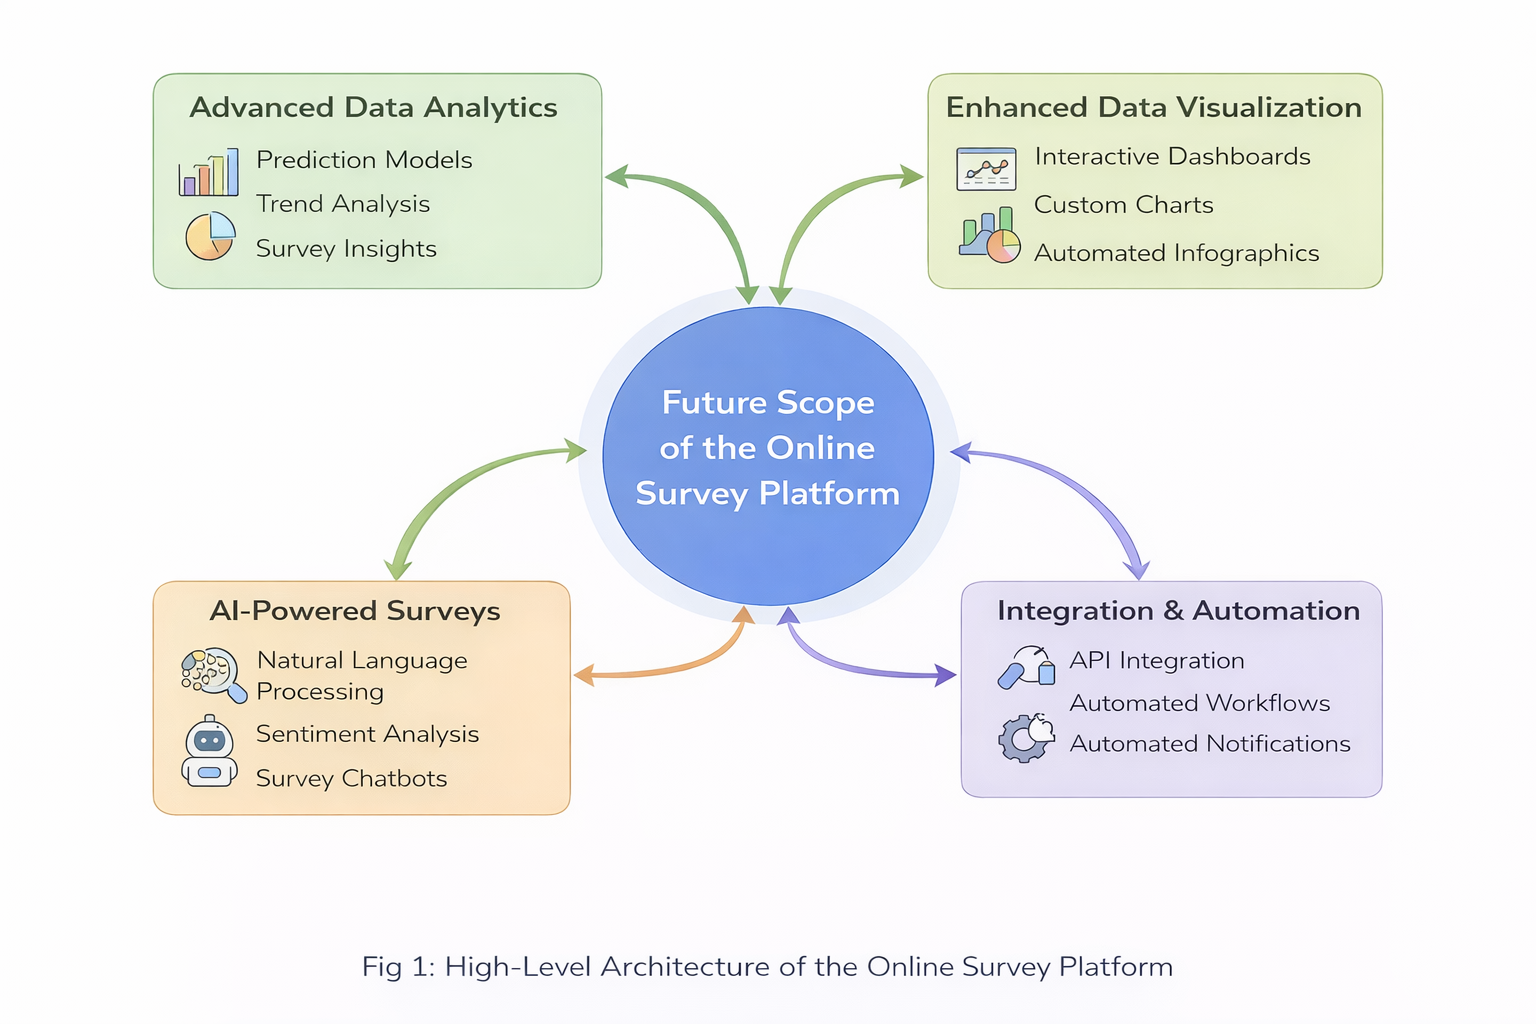 Advanced Data Analytics
Prediction Models
Trend Analysis
Survey Insights
Enhanced Data Visualization
Interactive Dashboards
Custom Charts
Automated Infographics
Future Scope
of the Online
Survey Platform
AI-Powered Surveys
Natural Language
Processing
Sentiment Analysis
Survey Chatbots
Integration & Automation
API Integration
Automated Workflows
Automated Notifications
Fig 1: High-Level Architecture of the Online Survey Platform